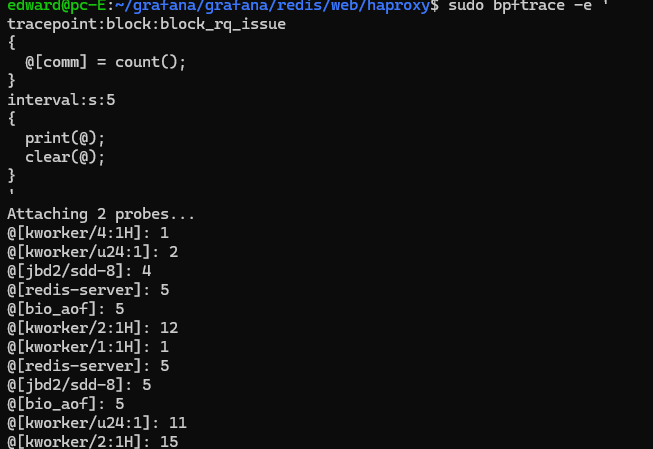 edward@pc-E:~/grafana/grafana/redis/web/haproxy$ sudo bpftrace -e '
tracepoint:block:block_rq_issue
{
  @[comm] = count();
}
interval:s:5
{
  print(@);
  clear(@);
}
'
Attaching 2 probes...
@[kworker/4:1H]: 1
@[kworker/u24:1]: 2
@[jbd2/sdd-8]: 4
@[redis-server]: 5
@[bio_aof]: 5
@[kworker/2:1H]: 12
@[kworker/1:1H]: 1
@[redis-server]: 5
@[jbd2/sdd-8]: 5
@[bio_aof]: 5
@[kworker/u24:1]: 11
@[kworker/2:1H]: 15